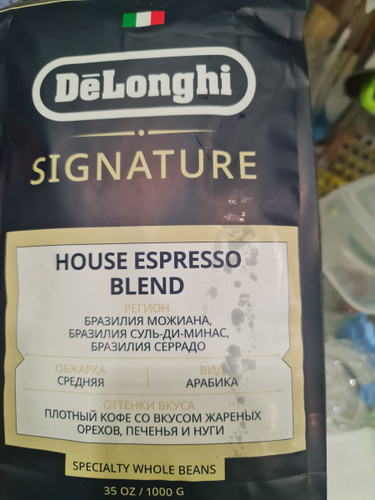 DēLonghi
SIGNATURE
HOUSE ESPRESSO
BLEND
РЕГИОН
БРАЗИЛИЯ МОЖИАНА,
БРАЗИЛИЯ СУЛЬ-ДИ-МИНАС,
БРАЗИЛИЯ СЕРРАДО
ОБЖАРКА ВИД
СРЕДНЯЯ АРАБИКА
ОТТЕНКИ ВКУСА
ПЛОТНЫЙ КОФЕ СО ВКУСОМ ЖАРЕНЫХ
ОРЕХОВ, ПЕЧЕНЬЯ И НУГИ
SPECIALTY WHOLE BEANS
35 OZ / 1000 G